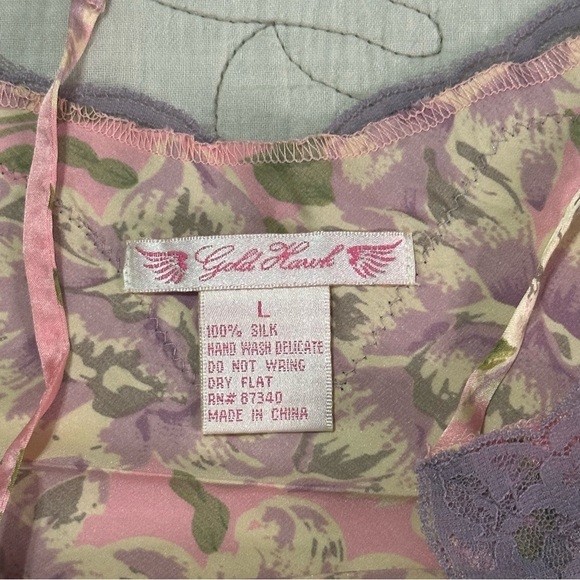 Gold Hawk
L
100% SILK
HAND WASH DELICATE
DO NOT WRING
DRY FLAT
RN# 87340
MADE IN CHINA